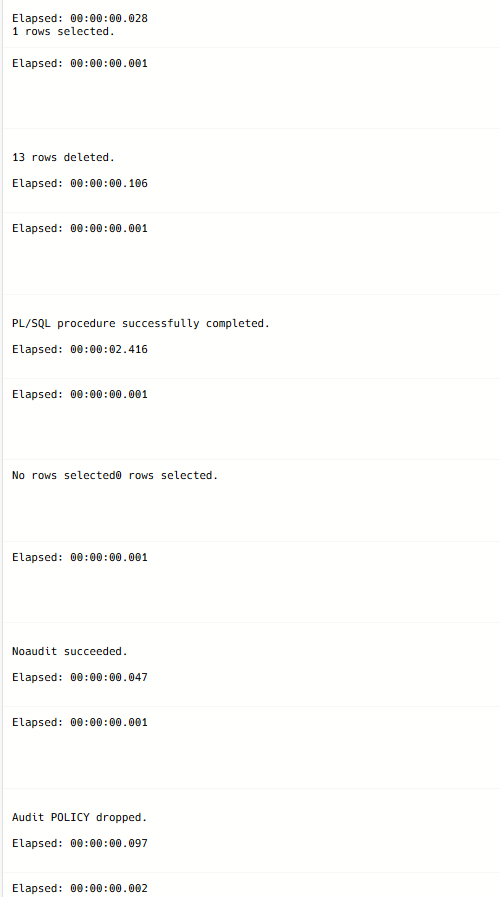 Elapsed: 00:00:00.028
1 rows selected.
Elapsed: 00:00:00.001
13 rows deleted.
Elapsed: 00:00:00.106
Elapsed: 00:00:00.001
PL/SQL procedure successfully completed.
Elapsed: 00:00:02.416
Elapsed: 00:00:00.001
No rows selected0 rows selected.
Elapsed: 00:00:00.001
Noaudit succeeded.
Elapsed: 00:00:00.047
Elapsed: 00:00:00.001
Audit POLICY dropped.
Elapsed: 00:00:00.097
Elapsed: 00:00:00.002